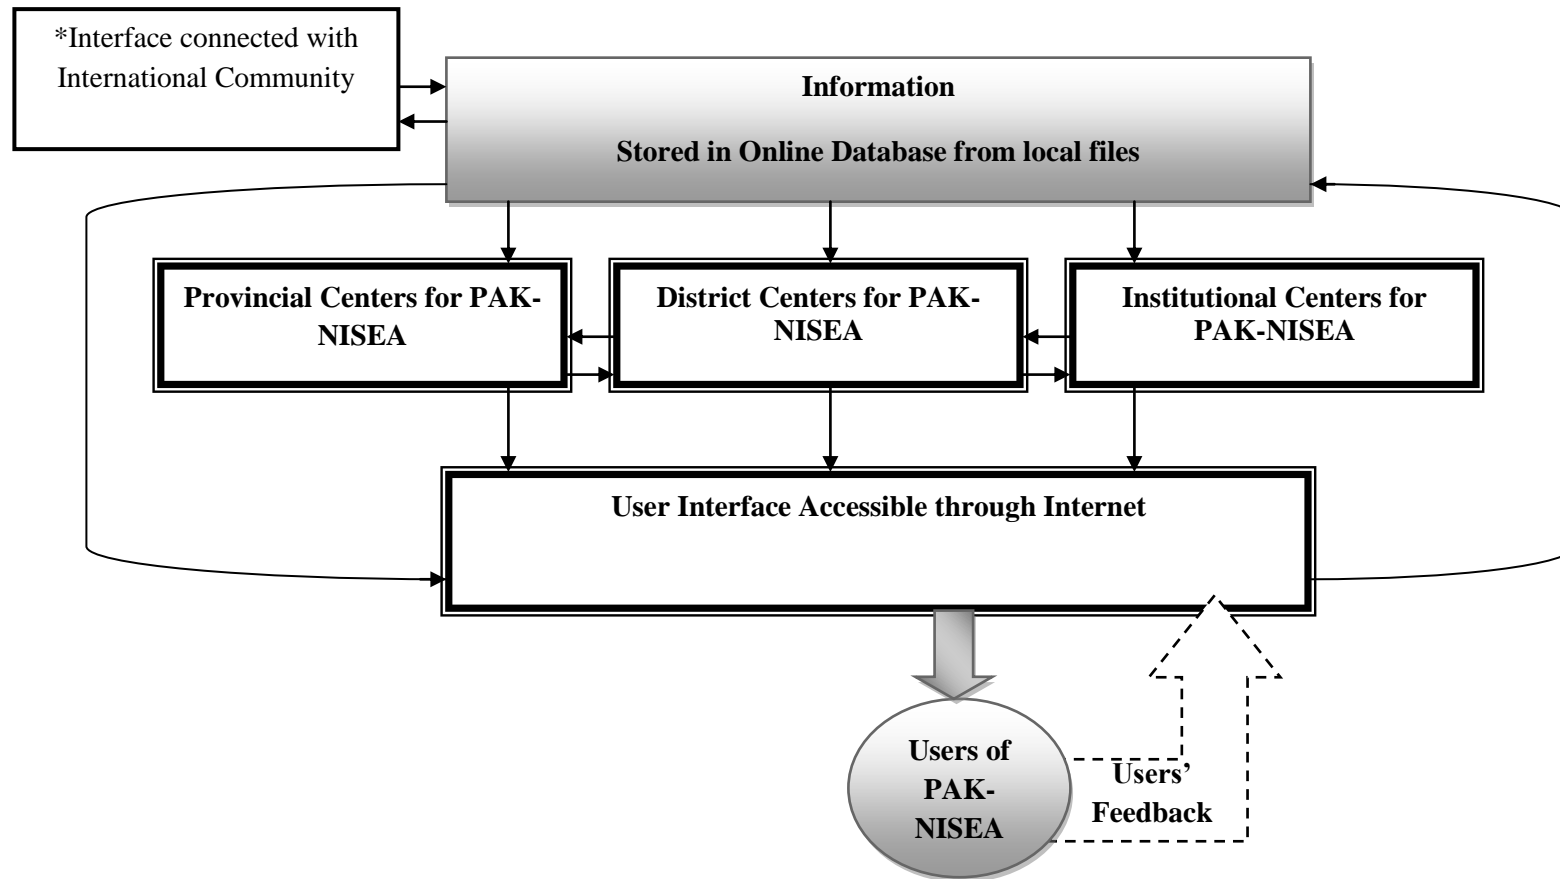 *Interface connected with
International Community
Information
Stored in Online Database from local files
Provincial Centers for PAK-
NISEA
District Centers for PAK-
NISEA
Institutional Centers for
PAK-NISEA
User Interface Accessible through Internet
Users of
PAK-
NISEA
Users’
Feedback